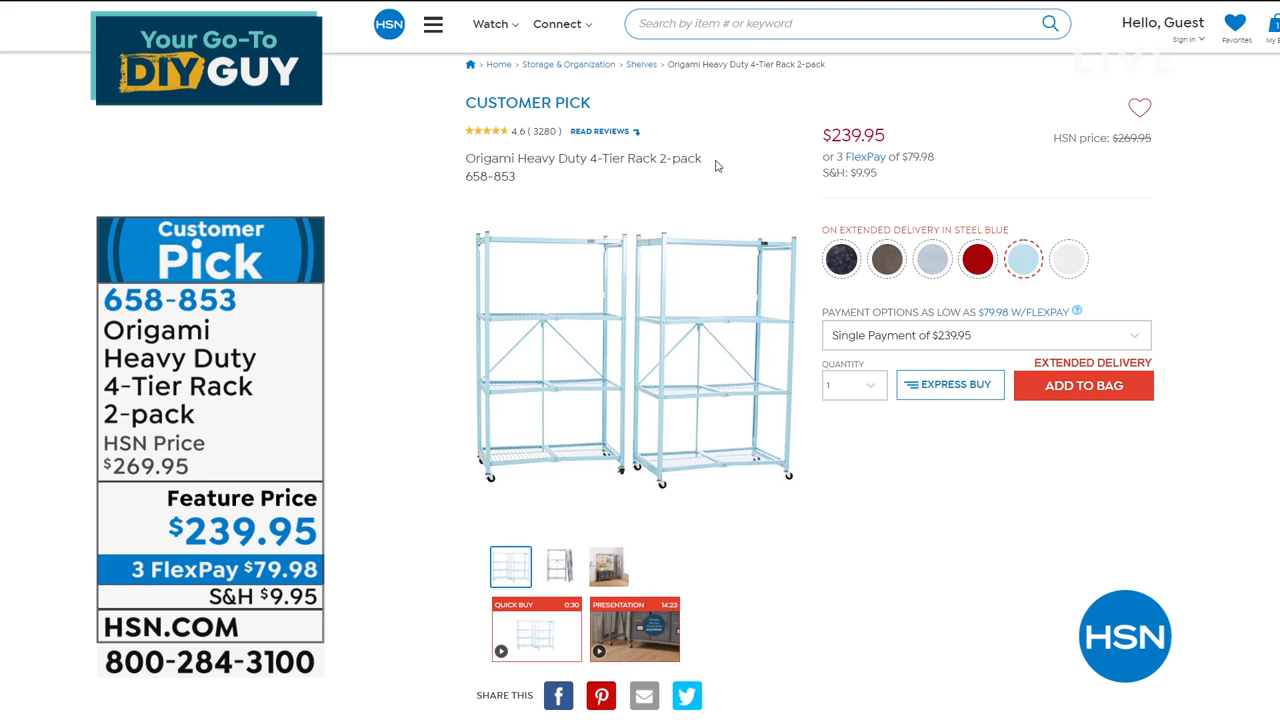 Your Go-To
DIY GUY
Customer
Pick
658-853
Origami
Heavy Duty
4-Tier Rack
2-pack
HSN Price
$269.95
Feature Price
$239.95
3 FlexPay $79.98
S&H $9.95
HSN.COM
800-284-3100
HSN
Watch
Connect
Search by item # or keyword
Hello, Guest
Sign In
Favorites
LIVE
> Home > Storage & Organization > Shelves > Origami Heavy Duty 4-Tier Rack 2-pack
CUSTOMER PICK
4.6 ( 3280 ) READ REVIEWS
Origami Heavy Duty 4-Tier Rack 2-pack
658-853
$239.95
HSN price: $269.95
or 3 FlexPay of $79.98
S&H: $9.95
ON EXTENDED DELIVERY IN STEEL BLUE
PAYMENT OPTIONS AS LOW AS $79.98 W/FLEXPAY ?
Single Payment of $239.95
QUANTITY
1
EXPRESS BUY
EXTENDED DELIVERY
ADD TO BAG
QUICK BUY 0:30
PRESENTATION 14:23
SHARE THIS
HSN